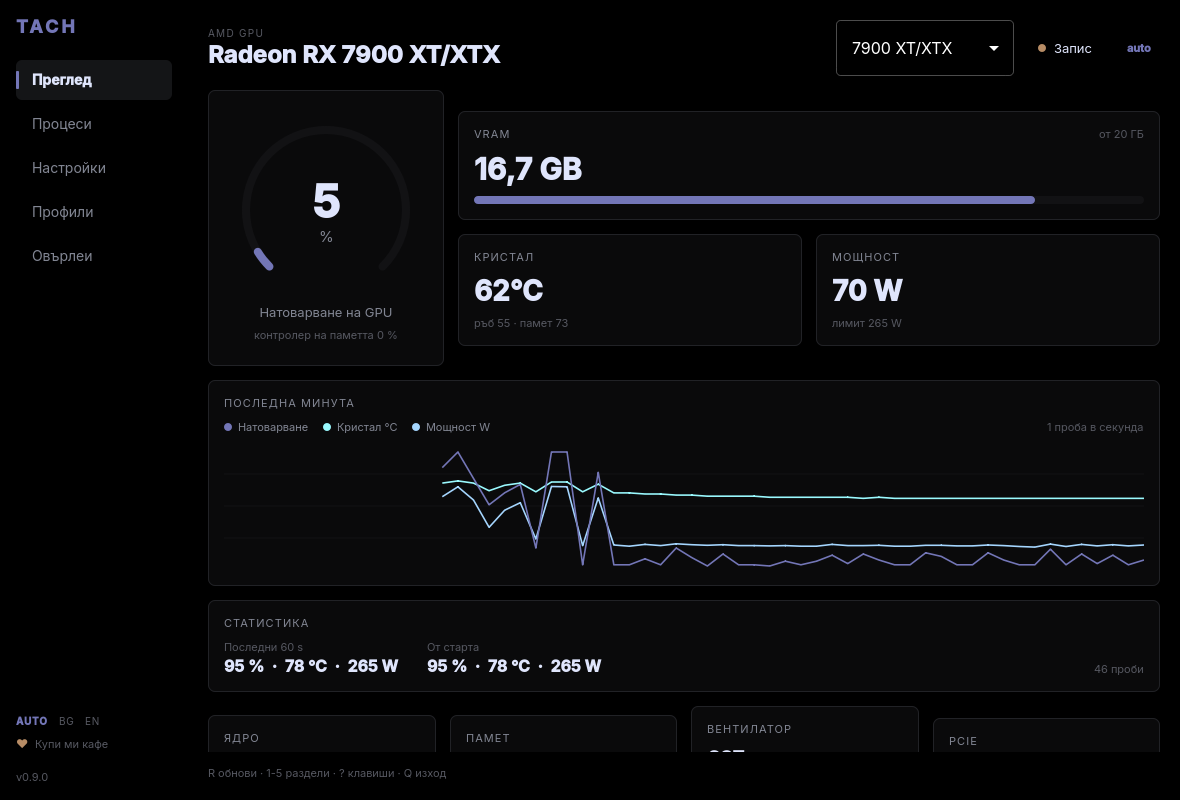 TACH
Преглед
Процеси
Настройки
Профили
Овърлеи
AUTO BG EN
Купи ми кафе
v0.9.0
AMD GPU
Radeon RX 7900 XT/XTX
7900 XT/XTX
Запис
auto
5
%
Натоварване на GPU
контролер на паметта 0 %
VRAM
от 20 ГБ
16,7 GB
КРИСТАЛ
62°C
ръб 55 · памет 73
МОЩНОСТ
70 W
лимит 265 W
ПОСЛЕДНА МИНУТА
Натоварване Кристал °C Мощност W
1 проба в секунда
СТАТИСТИКА
Последни 60 s
95 % · 78 °C · 265 W
От старта
95 % · 78 °C · 265 W
46 проби
ЯДРО
ПАМЕТ
ВЕНТИЛАТОР
PCIE
R обнови · 1-5 раздели · ? клавиши · Q изход